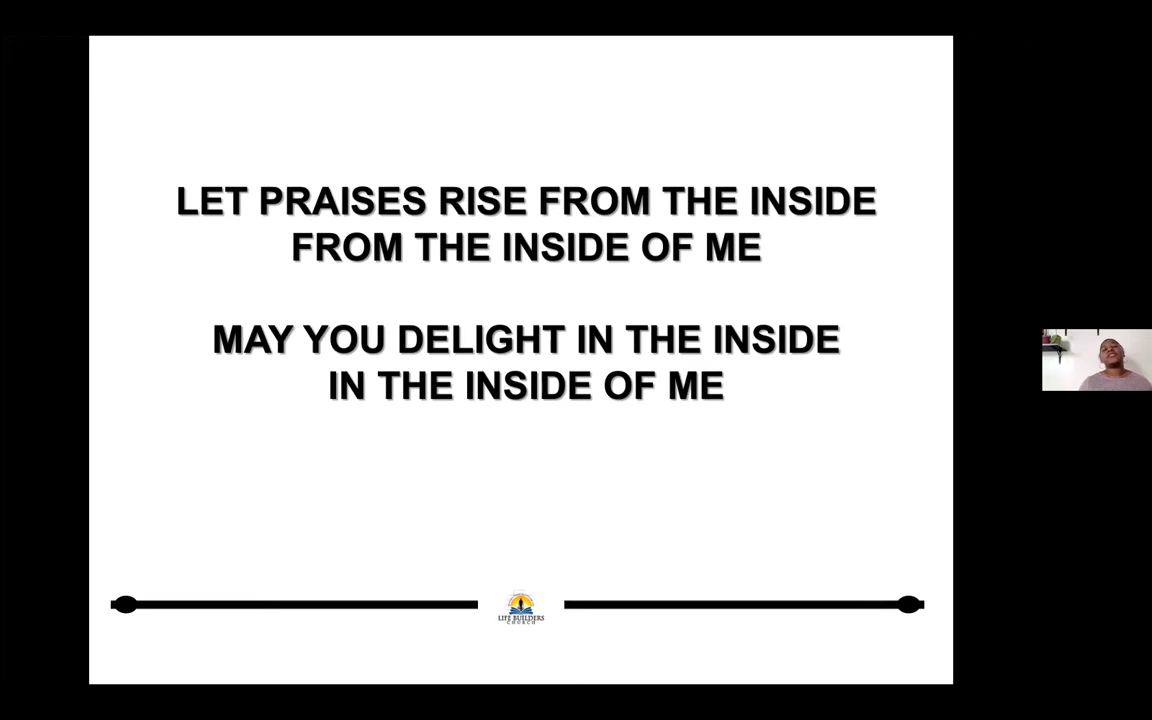 LET PRAISES RISE FROM THE INSIDE
FROM THE INSIDE OF ME
MAY YOU DELIGHT IN THE INSIDE
IN THE INSIDE OF ME
LIFE BUILDERS
CHURCH